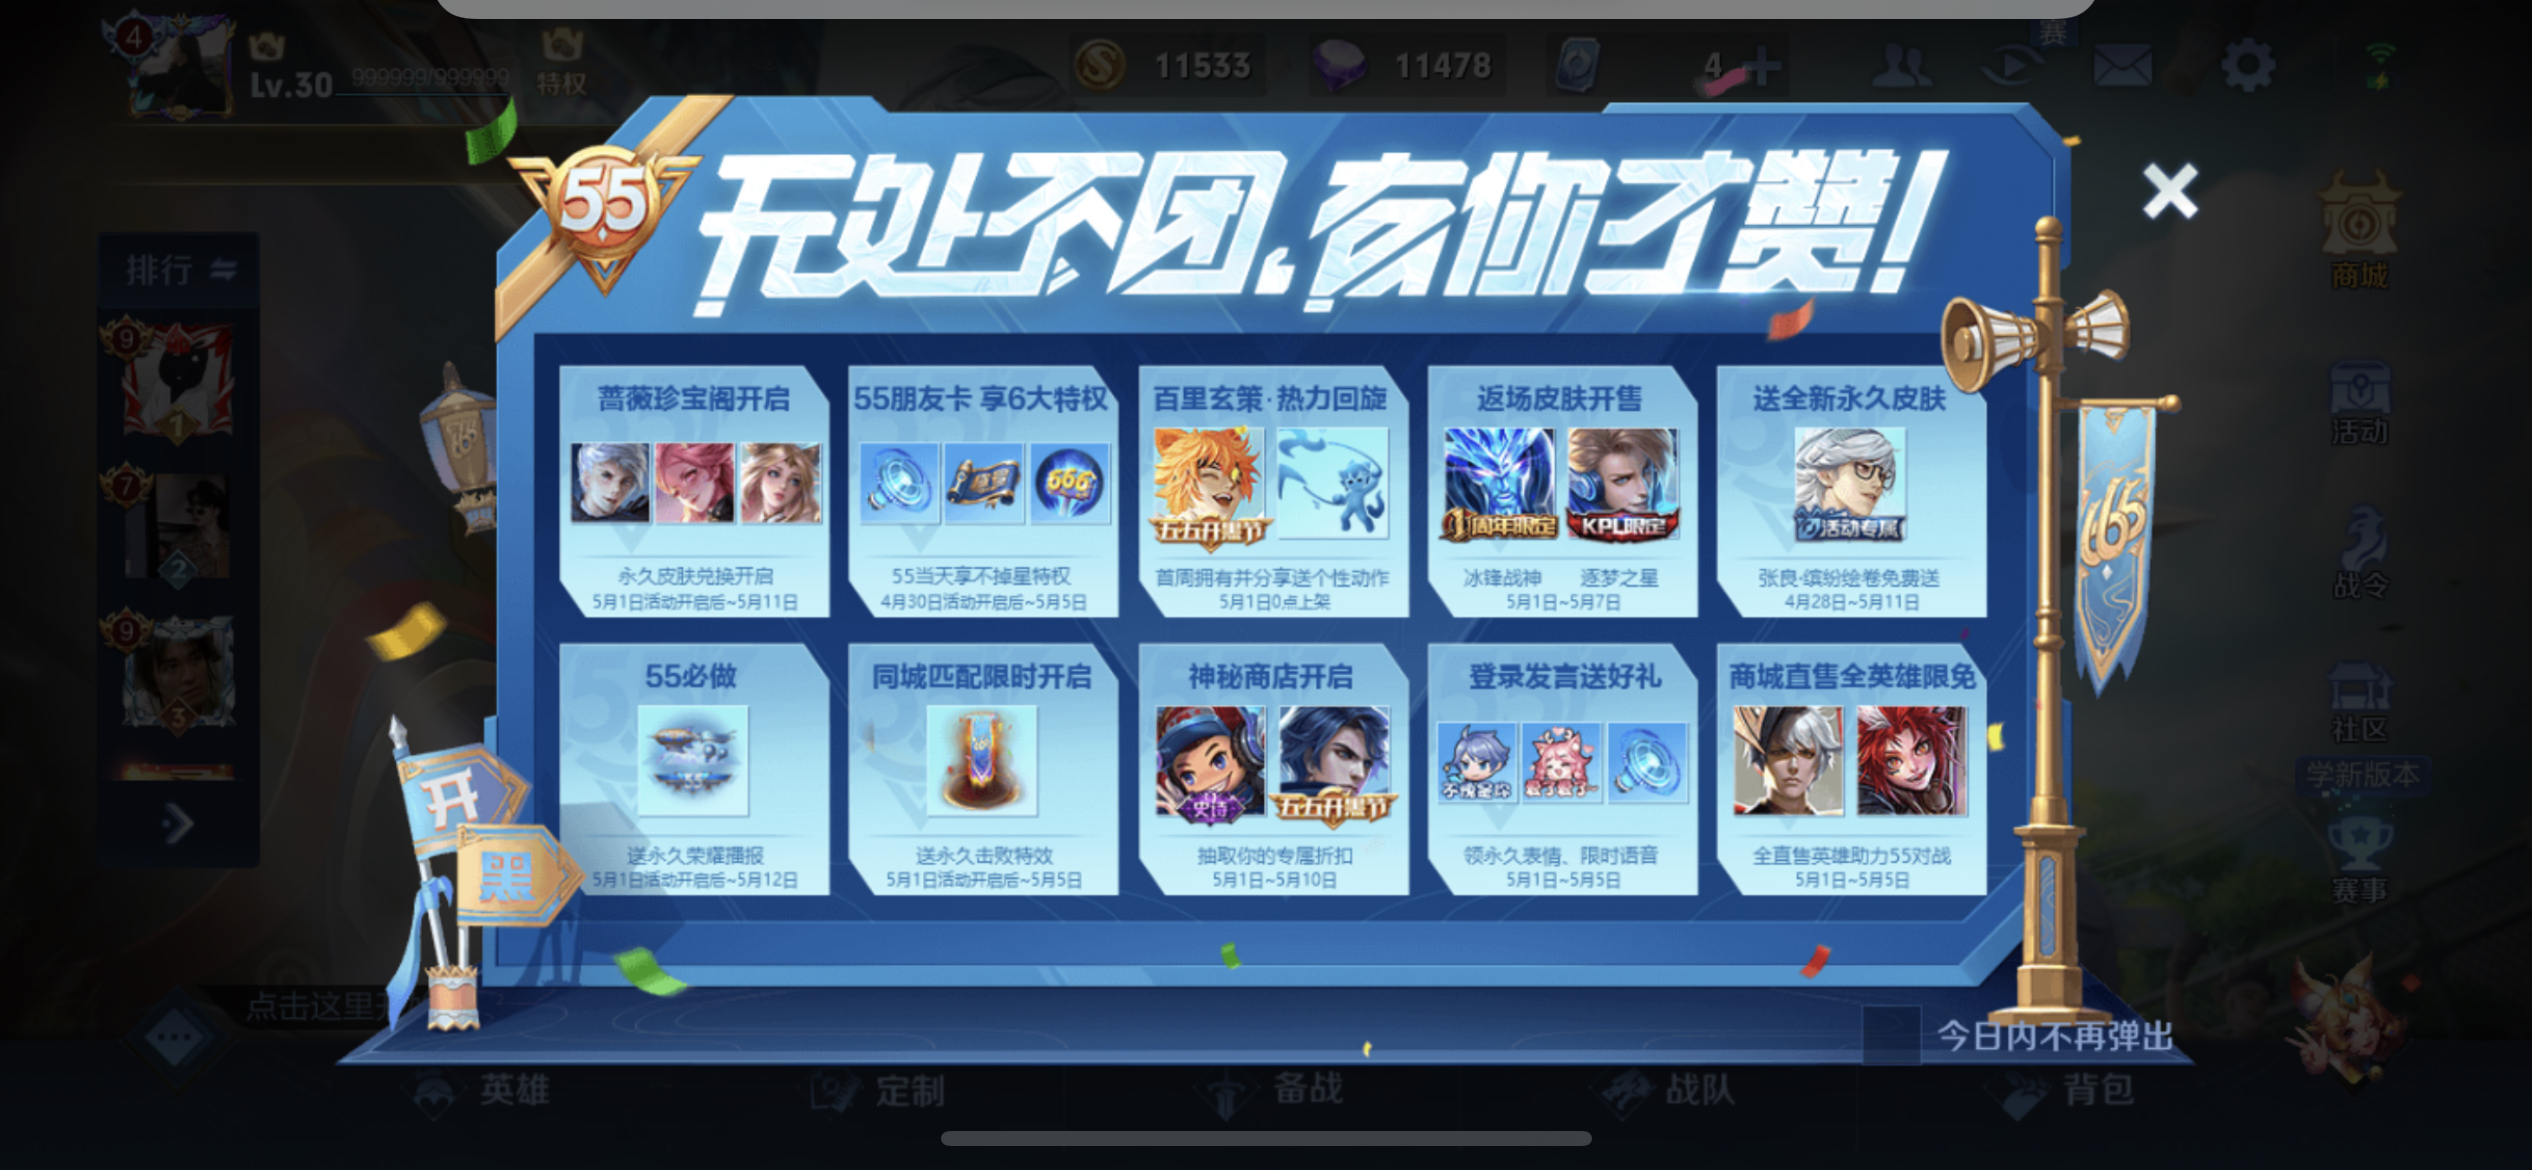 4
Lv.30
999999/999999
特权
11533
11478
4
赛
55
无处不团,有你才赞!
排行
9
1
7
2
9
3
商城
活动
战令
社区
学新版本
赛事
蔷薇珍宝阁开启
永久皮肤兑换开启
5月1日活动开启后~5月11日
55朋友卡 享6大特权
666
55当天享不掉星特权
4月30日活动开启后~5月5日
百里玄策·热力回旋
五五开黑节
首周拥有并分享送个性动作
5月1日0点上架
返场皮肤开售
1周年限定
KPL限定
冰锋战神 逐梦之星
5月1日~5月7日
送全新永久皮肤
活动专属
张良·缤纷绘卷免费送
4月28日~5月11日
55必做
送永久荣耀播报
5月1日活动开启后~5月12日
同城匹配限时开启
送永久击败特效
5月1日活动开启后~5月5日
神秘商店开启
史诗
五五开黑节
抽取你的专属折扣
5月1日~5月10日
登录发言送好礼
不愧是你
领永久表情、限时语音
5月1日~5月5日
商城直售全英雄限免
全直售英雄助力55对战
5月1日~5月5日
开
黑
点击这里
今日内不再弹出
英雄
定制
备战
战队
背包